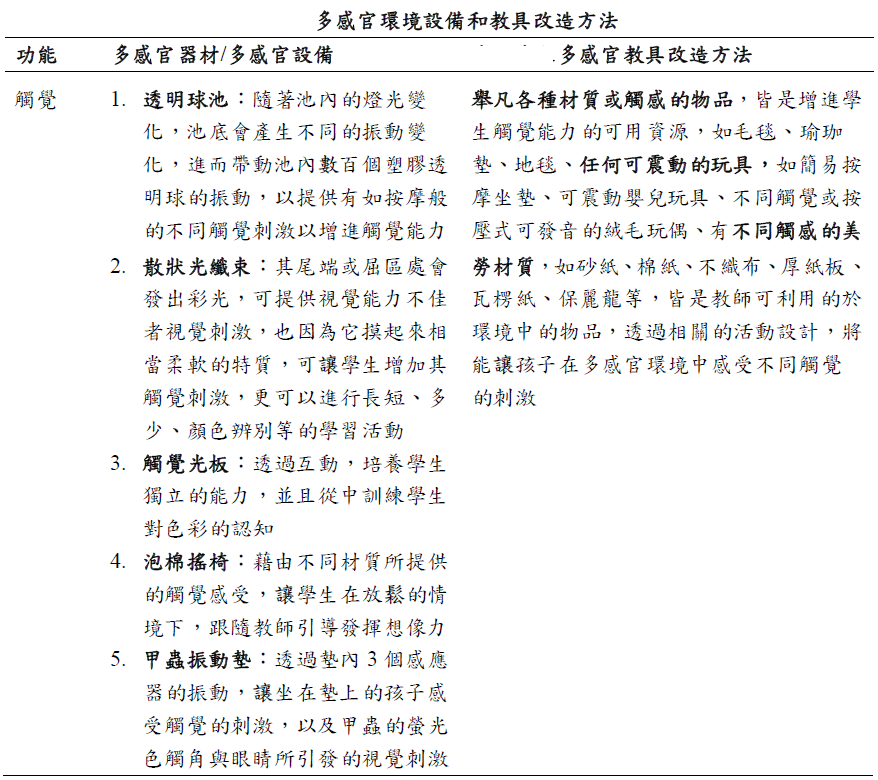 多感官環境設備和教具改造方法
功能 多感官器材/多感官設備 多感官教具改造方法
觸覺
1. 透明球池：隨著池內的燈光變
化，池底會產生不同的振動變
化，進而帶動池內數百個塑膠透
明球的振動，以提供有如按摩般
的不同觸覺刺激以增進觸覺能力
2. 散狀光纖束：其尾端或屈區處會
發出彩光，可提供視覺能力不佳
者視覺刺激，也因為它摸起來相
當柔軟的特質，可讓學生增加其
觸覺刺激，更可以進行長短、多
少、顏色辨別等的學習活動
3. 觸覺光板：透過互動，培養學生
獨立的能力，並且從中訓練學生
對色彩的認知
4. 泡棉搖椅：藉由不同材質所提供
的觸覺感受，讓學生在放鬆的情
境下，跟隨教師引導發揮想像力
5. 甲蟲振動墊：透過墊內 3 個感應
器的振動，讓坐在墊上的孩子感
受觸覺的刺激，以及甲蟲的螢光
色觸角與眼睛所引發的視覺刺激
舉凡各種材質或觸感的物品，皆是增進學
生觸覺能力的可用資源，如毛毯、瑜珈
墊、地毯、任何可震動的玩具，如簡易按
摩坐墊、可震動嬰兒玩具、不同觸覺或按
壓式可發音的絨毛玩偶、有不同觸感的美
勞材質，如砂紙、棉紙、不織布、厚紙板、
瓦楞紙、保麗龍等，皆是教師可利用的於
環境中的物品，透過相關的活動設計，將
能讓孩子在多感官環境中感受不同觸覺
的刺激